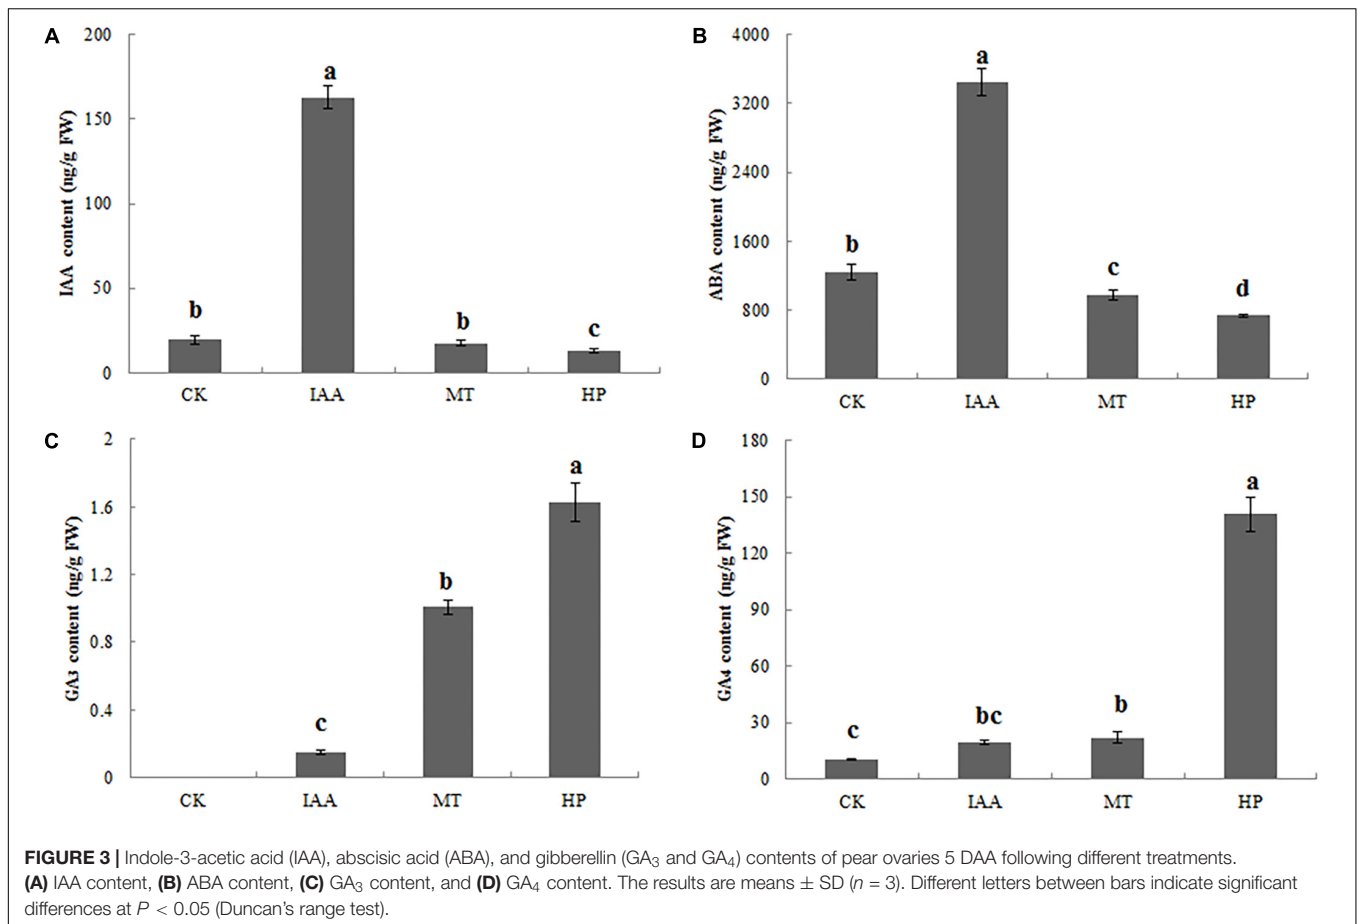 A
200
150
100
50
0
IAA content (ng/g FW)
b
a
b
c
CK IAA MT HP
B
4000
3200
2400
1600
800
0
ABA content (ng/g FW)
b
a
c
d
CK IAA MT HP
C
2
1.6
1.2
0.8
0.4
0
GA3 content (ng/g FW)
c
b
a
CK IAA MT HP
D
180
150
120
90
60
30
0
GA4 content (ng/g FW)
c
bc
b
a
CK IAA MT HP
FIGURE 3 | Indole-3-acetic acid (IAA), abscisic acid (ABA), and gibberellin (GA₃ and GA₄) contents of pear ovaries 5 DAA following different treatments.
(A) IAA content, (B) ABA content, (C) GA₃ content, and (D) GA₄ content. The results are means ± SD (n = 3). Different letters between bars indicate significant
differences at P < 0.05 (Duncan's range test).